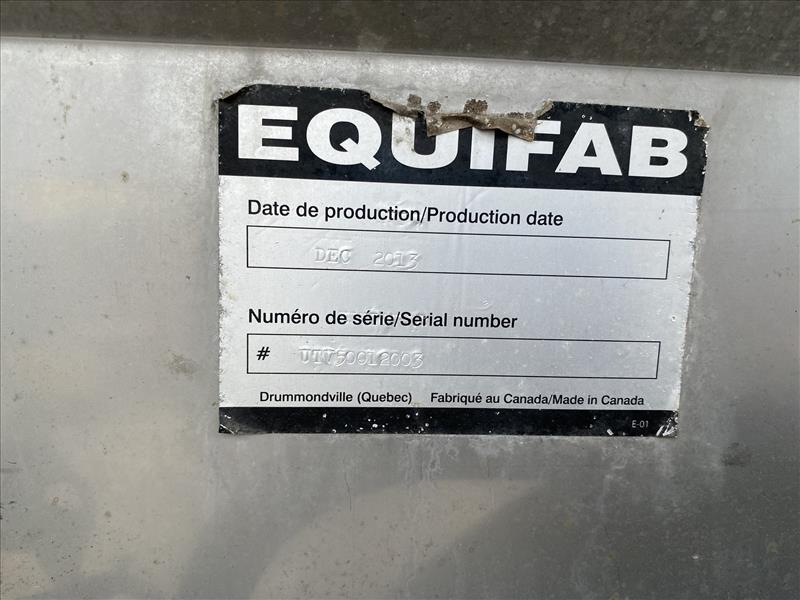 EQUIFAB
Date de production/Production date
DEC 2013
Numéro de série/Serial number
# UTV50012003
Drummondville (Quebec) Fabriqué au Canada/Made in Canada
E-01